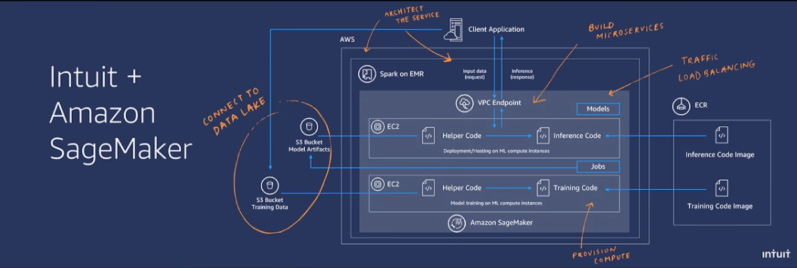 Intuit +
Amazon
SageMaker
ARCHITECT
THE SERVICE
Client Application
BUILD
MICROSERVICES
AWS
TRAFFIC
LOAD BALANCING
Spark on EMR
Input data
(request)
Inference
(response)
CONNECT TO
DATA LAKE
VPC Endpoint
Models
ECR
EC2
S3 Bucket
Model Artifacts
Helper Code
Inference Code
Inference Code Image
Deployment/Hosting on ML compute instances
Jobs
EC2
S3 Bucket
Training Data
Helper Code
Training Code
Training Code Image
Model training on ML compute instances
Amazon SageMaker
PROVISION
COMPUTE
intuit